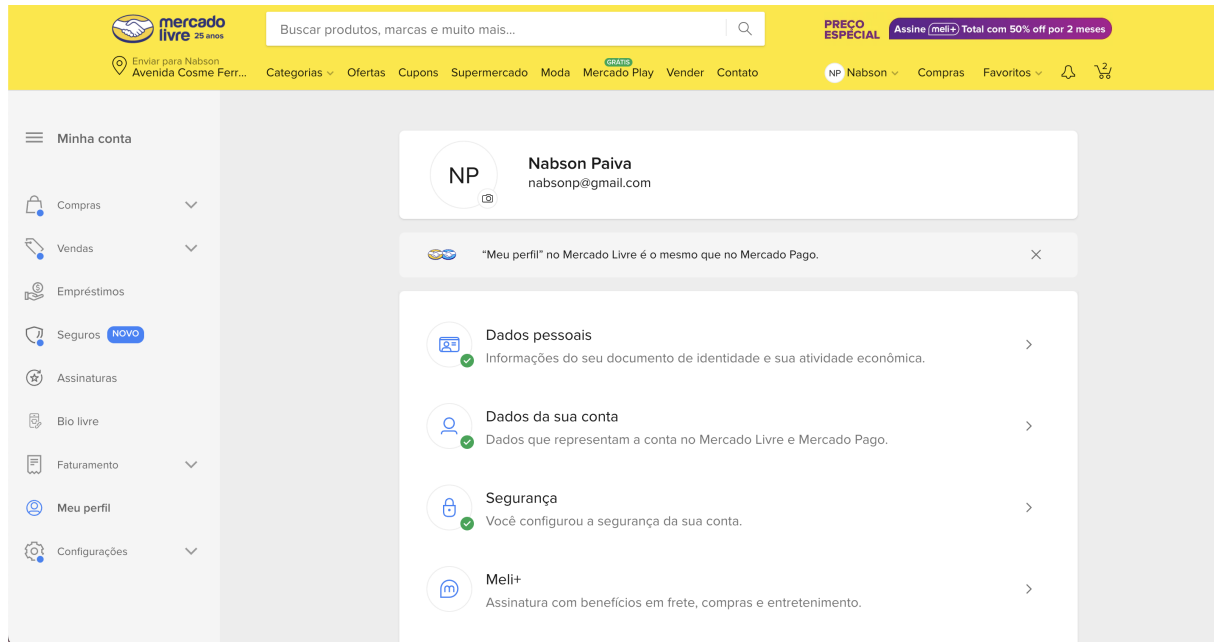 mercado
livre 25 anos
Buscar produtos, marcas e muito mais...
PREÇO
ESPECIAL
Assine meli+ Total com 50% off por 2 meses
Enviar para Nabson
Avenida Cosme Ferr...
Categorias
Ofertas
Cupons
Supermercado
Moda
GRÁTIS
Mercado Play
Vender
Contato
NP Nabson
Compras
Favoritos
2
Minha conta
Compras
Vendas
Empréstimos
Seguros NOVO
Assinaturas
Bio livre
Faturamento
Meu perfil
Configurações
NP
Nabson Paiva
nabsonp@gmail.com
“Meu perfil” no Mercado Livre é o mesmo que no Mercado Pago.
Dados pessoais
Informações do seu documento de identidade e sua atividade econômica.
Dados da sua conta
Dados que representam a conta no Mercado Livre e Mercado Pago.
Segurança
Você configurou a segurança da sua conta.
Meli+
Assinatura com benefícios em frete, compras e entretenimento.